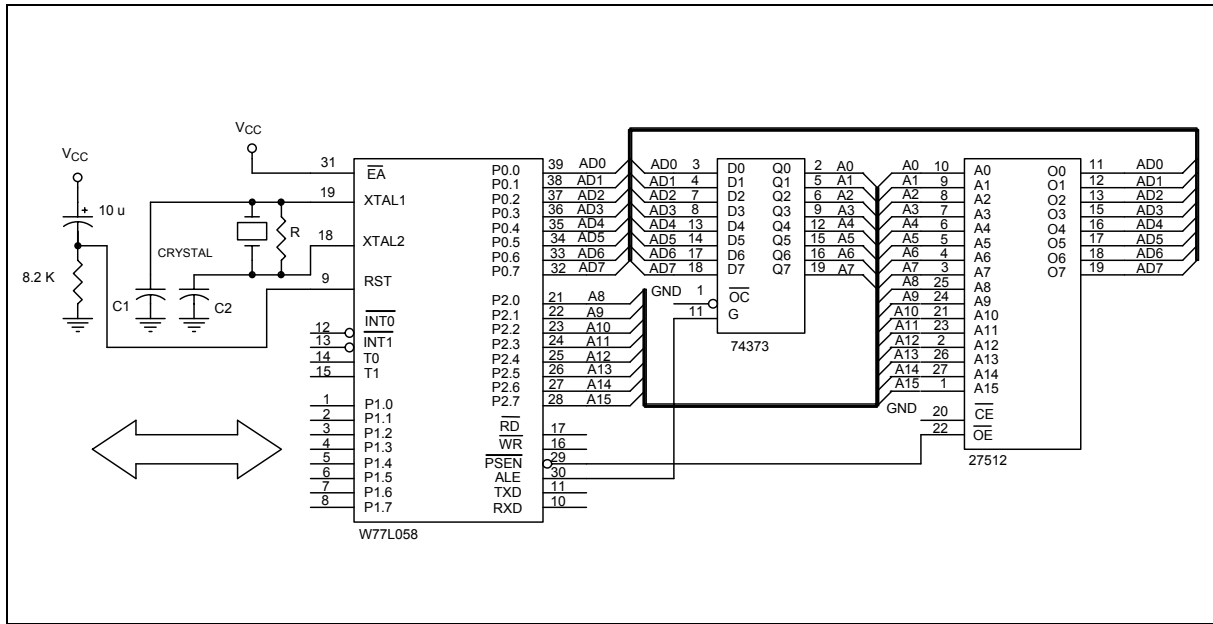 VCC
10 u
8.2 K
VCC
CRYSTAL
R
C1
C2
31 EA
19 XTAL1
18 XTAL2
9 RST
12 INT0
13 INT1
14 T0
15 T1
1 P1.0
2 P1.1
3 P1.2
4 P1.3
5 P1.4
6 P1.5
7 P1.6
8 P1.7
P0.0 39 AD0
P0.1 38 AD1
P0.2 37 AD2
P0.3 36 AD3
P0.4 35 AD4
P0.5 34 AD5
P0.6 33 AD6
P0.7 32 AD7
P2.0 21 A8
P2.1 22 A9
P2.2 23 A10
P2.3 24 A11
P2.4 25 A12
P2.5 26 A13
P2.6 27 A14
P2.7 28 A15
RD 17
WR 16
PSEN 29
ALE 30
TXD 11
RXD 10
W77L058
AD0 3 D0 Q0 2 A0
AD1 4 D1 Q1 5 A1
AD2 7 D2 Q2 6 A2
AD3 8 D3 Q3 9 A3
AD4 13 D4 Q4 12 A4
AD5 14 D5 Q5 15 A5
AD6 17 D6 Q6 16 A6
AD7 18 D7 Q7 19 A7
GND 1 OC
11 G
74373
A0 10 A0 O0 11 AD0
A1 9 A1 O1 12 AD1
A2 8 A2 O2 13 AD2
A3 7 A3 O3 15 AD3
A4 6 A4 O4 16 AD4
A5 5 A5 O5 17 AD5
A6 4 A6 O6 18 AD6
A7 3 A7 O7 19 AD7
A8 25 A8
A9 24 A9
A10 21 A10
A11 23 A11
A12 2 A12
A13 26 A13
A14 27 A14
A15 1 A15
GND 20 CE
22 OE
27512